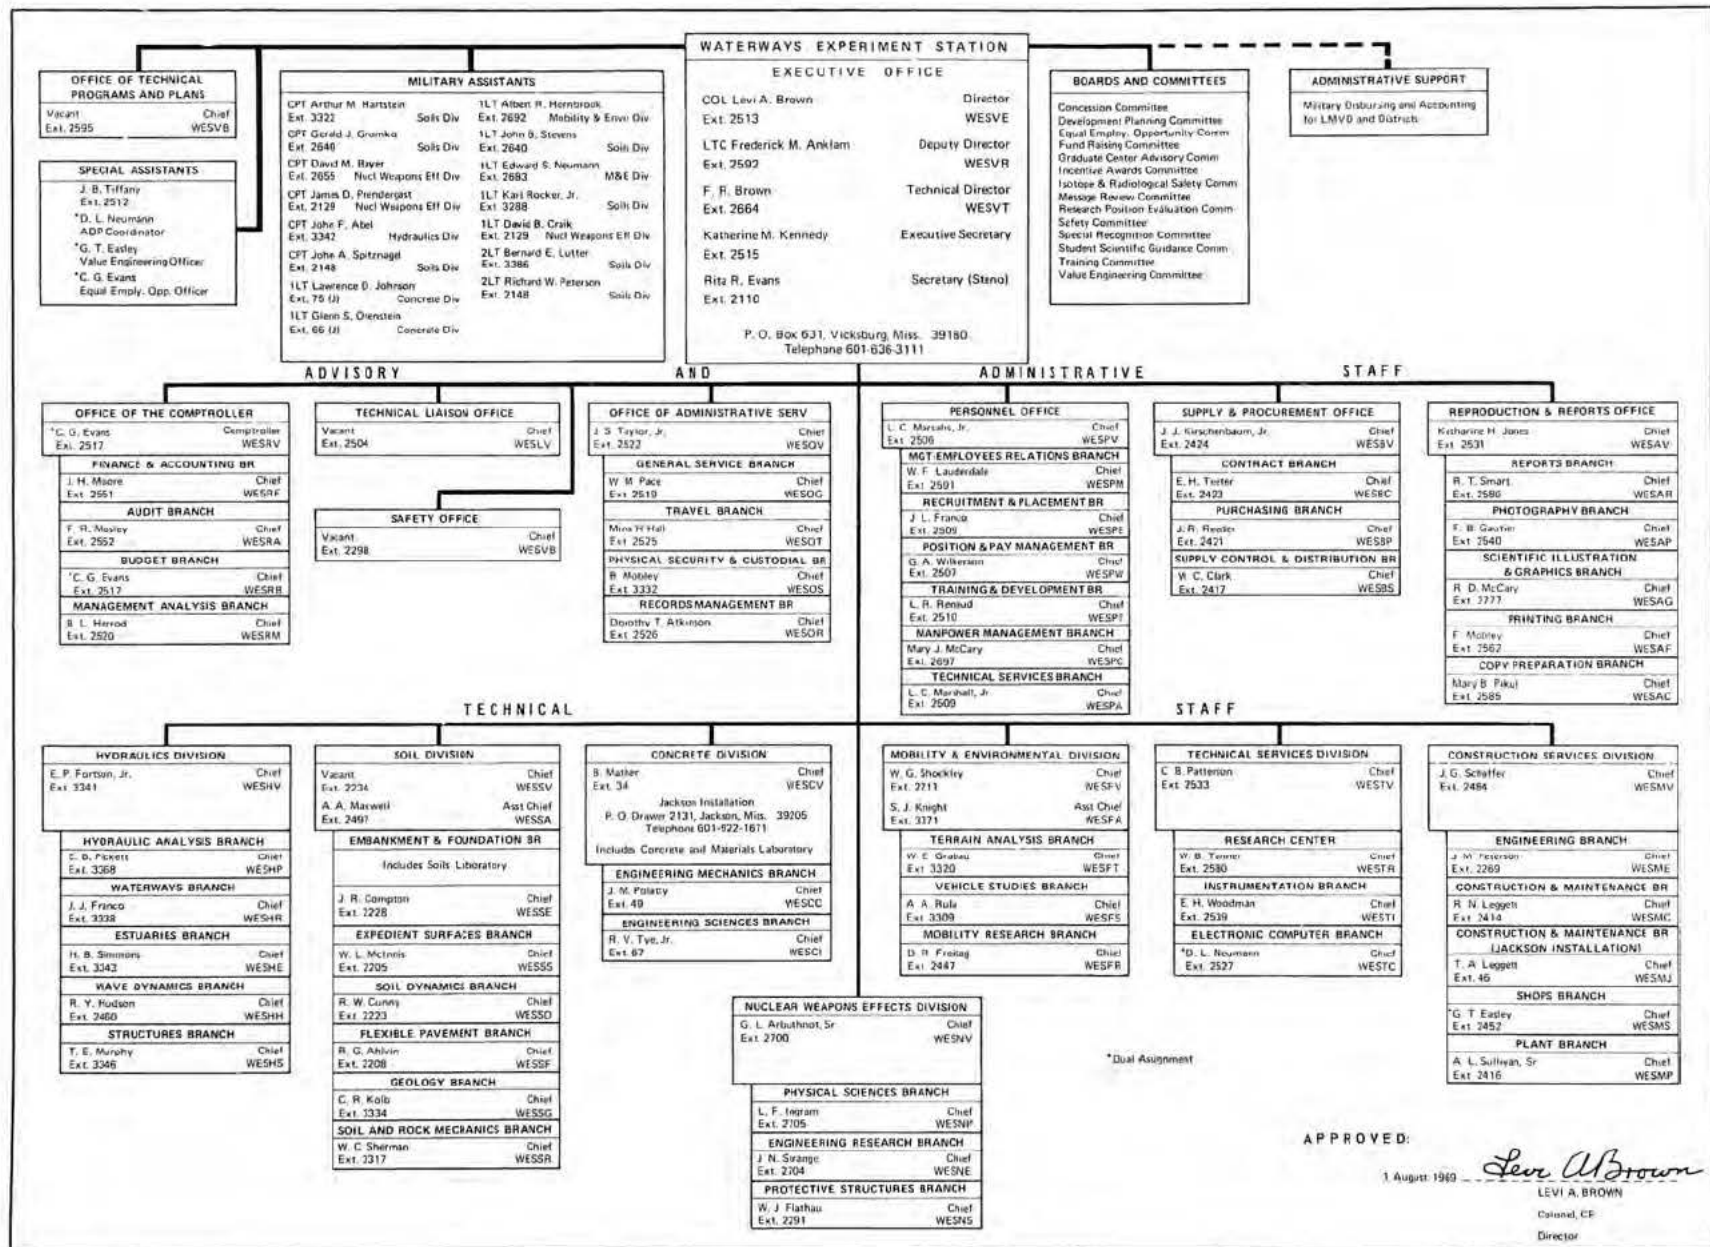 WATERWAYS EXPERIMENT STATION
EXECUTIVE OFFICE
COL Levi A. Brown Director
Ext. 2513 WESVE
LTC Frederick M. Anklam Deputy Director
Ext. 2592 WESVR
F. R. Brown Technical Director
Ext. 2664 WESVT
Katherine M. Kennedy Executive Secretary
Ext. 2515
Rita R. Evans Secretary (Steno)
Ext. 2110
P. O. Box 631, Vicksburg, Miss. 39180
Telephone 601-636-3111
OFFICE OF TECHNICAL
PROGRAMS AND PLANS
Vacant Chief
Ext. 2595 WESVB
SPECIAL ASSISTANTS
J. B. Tiffany
Ext. 2512
*D. L. Neumann
ADP Coordinator
*G. T. Easley
Value Engineering Officer
*C. G. Evans
Equal Emply. Opp. Officer
MILITARY ASSISTANTS
CPT Arthur M. Hartstein
Ext. 3322 Soils Div
CPT Gerald J. Gromko
Ext. 2640 Soils Div
CPT David M. Bayer
Ext. 2655 Nucl Weapons Eff Div
CPT James D. Prendergast
Ext. 2129 Nucl Weapons Eff Div
CPT John F. Abel
Ext. 3342 Hydraulics Div
CPT John A. Spitznagel
Ext. 2148 Soils Div
1LT Lawrence D. Johnson
Ext. 75 (J) Concrete Div
1LT Glenn S. Orenstein
Ext. 66 (J) Concrete Div
1LT Albert R. Hornbrook
Ext. 2692 Mobility & Envir Div
1LT John B. Stevens
Ext. 2640 Soils Div
1LT Edward S. Neumann
Ext. 2683 M&E Div
1LT Karl Rocker, Jr.
Ext. 3288 Soils Div
1LT David B. Craik
Ext. 2129 Nucl Weapons Eff Div
2LT Bernard E. Lutter
Ext. 3386 Soils Div
2LT Richard W. Peterson
Ext. 2148 Soils Div
BOARDS AND COMMITTEES
Concession Committee
Development Planning Committee
Equal Employ. Opportunity Comm
Fund Raising Committee
Graduate Center Advisory Comm
Incentive Awards Committee
Isotope & Radiological Safety Comm
Message Review Committee
Research Position Evaluation Comm
Safety Committee
Special Recognition Committee
Student Scientific Guidance Comm
Training Committee
Value Engineering Committee
ADMINISTRATIVE SUPPORT
Military Disbursing and Accounting
for LMVD and Districts
ADVISORY AND ADMINISTRATIVE STAFF
OFFICE OF THE COMPTROLLER
*C. G. Evans Comptroller
Ext. 2517 WESRV
FINANCE & ACCOUNTING BR
J. H. Moore Chief
Ext. 2551 WESRF
AUDIT BRANCH
F. R. Mosley Chief
Ext. 2552 WESRA
BUDGET BRANCH
*C. G. Evans Chief
Ext. 2517 WESRB
MANAGEMENT ANALYSIS BRANCH
B. L. Herrod Chief
Ext. 2520 WESRM
TECHNICAL LIAISON OFFICE
Vacant Chief
Ext. 2504 WESLV
SAFETY OFFICE
Vacant Chief
Ext. 2298 WESVB
OFFICE OF ADMINISTRATIVE SERV
J. S. Taylor, Jr. Chief
Ext. 2522 WESOV
GENERAL SERVICE BRANCH
W. M. Pace Chief
Ext. 2519 WESOG
TRAVEL BRANCH
Mina H Hall Chief
Ext 2525 WESOT
PHYSICAL SECURITY & CUSTODIAL BR
B. Mobley Chief
Ext. 3332 WESOS
RECORDS MANAGEMENT BR
Dorothy T. Atkinson Chief
Ext 2526 WESOR
PERSONNEL OFFICE
L. C. Jr. Chief
Ext. 2506 WESPV
MGT-EMPLOYEES RELATIONS BRANCH
W. F. Lauderdale Chief
Ext 2591 WESPM
RECRUITMENT & PLACEMENT BR
J. L. Franco Chief
Ext. 2509 WESPE
POSITION & PAY MANAGEMENT BR
G. A. Wilkerson Chief
Ext. 2507 WESPW
TRAINING & DEVELOPMENT BR
L. R. Renaud Chief
Ext. 2510 WESPT
MANPOWER MANAGEMENT BRANCH
Mary J. McCary Chief
Ext. 2697 WESPC
TECHNICAL SERVICES BRANCH
L. C. Marshall, Jr. Chief
Ext 2509 WESPA
SUPPLY & PROCUREMENT OFFICE
J. J. Kirschenbaum, Jr. Chief
Ext. 2424 WESBV
CONTRACT BRANCH
E. H. Chief
Ext. 2423 WESBC
PURCHASING BRANCH
J. R. Chief
Ext. 2421 WESBP
SUPPLY CONTROL & DISTRIBUTION BR
W. C. Clark Chief
Ext. 2417 WESBS
REPRODUCTION & REPORTS OFFICE
Katharine H. Jones Chief
Ext 2531 WESAV
REPORTS BRANCH
R. T. Smart Chief
Ext. 2586 WESAR
PHOTOGRAPHY BRANCH
F. B. Gautier Chief
Ext 2540 WESAP
SCIENTIFIC ILLUSTRATION
& GRAPHICS BRANCH
R D. McCary Chief
Ext. WESAG
PRINTING BRANCH
F. Mobley Chief
Ext 2562 WESAF
COPY PREPARATION BRANCH
Mary B. Pikul Chief
Ext. 2585 WESAC
TECHNICAL STAFF
HYDRAULICS DIVISION
E. P. Fortson, Jr. Chief
Ext 3341 WESHV
HYDRAULIC ANALYSIS BRANCH
E. B. Pickett Chief
Ext. 3368 WESHP
WATERWAYS BRANCH
J. J. Franco Chief
Ext. 3338 WESHR
ESTUARIES BRANCH
H. B. Simmons Chief
Ext. 3343 WESHE
WAVE DYNAMICS BRANCH
R. Y. Hudson Chief
Ext. 2460 WESHH
STRUCTURES BRANCH
T. E. Murphy Chief
Ext. 3346 WESHS
SOIL DIVISION
Vacant Chief
Ext. 2234 WESSV
A. A. Maxwell Asst Chief
Ext. 2497 WESSA
EMBANKMENT & FOUNDATION BR
Includes Soils Liboratory
J. R. Compton Chief
Ext. 2228 WESSE
EXPEDIENT SURFACES BRANCH
W. L. McInnis Chief
Ext. 2205 WESSS
SOIL DYNAMICS BRANCH
R. W. Cunny Chief
Ext. 2223 WESSD
FLEXIBLE PAVEMENT BRANCH
R. G. Ahlvin Chief
Ext. 2208 WESSF
GEOLOGY BRANCH
C. R. Kolb Chief
Ext. 3334 WESSG
SOIL AND ROCK MECHANICS BRANCH
W. C. Sherman Chief
Ext. 3317 WESSR
CONCRETE DIVISION
B. Mather Chief
Ext. 34 WESCV
Jackson Installation
P. O. Drawer 2131, Jackson, Miss. 39205
Telephone 601-922-1671
Includes Concrete and Materials Laboratory
ENGINEERING MECHANICS BRANCH
J. M. Polatty Chief
Ext. 49 WESCC
ENGINEERING SCIENCES BRANCH
R. V. Tye, Jr. Chief
Ext. 67 WESCI
MOBILITY & ENVIRONMENTAL DIVISION
W. G. Shockley Chief
Ext. 2211 WESFV
S. J. Knight Asst Chief
Ext. 3371 WESFA
TERRAIN ANALYSIS BRANCH
W. E. Grabau Chief
Ext 3320 WESFT
VEHICLE STUDIES BRANCH
A. A. Rula Chief
Ext 3309 WESFS
MOBILITY RESEARCH BRANCH
D. R. Freitag Chief
Ext 2447 WESFR
TECHNICAL SERVICES DIVISION
C. B. Patterson Chief
Ext 2533 WESTV
RESEARCH CENTER
W. B. Tanner Chief
Ext. 2580 WESTR
INSTRUMENTATION BRANCH
E. H. Woodman Chief
Ext. 2539 WESTI
ELECTRONIC COMPUTER BRANCH
*D. L. Neumann Chief
Ext. 2527 WESTC
CONSTRUCTION SERVICES DIVISION
J. G. Schaffer Chief
Ext. 2484 WESMV
ENGINEERING BRANCH
J. M. Peterson Chief
Ext. 2269 WESME
CONSTRUCTION & MAINTENANCE BR
R. N. Leggett Chief
Ext 2414 WESMC
CONSTRUCTION & MAINTENANCE BR
(JACKSON INSTALLATION)
T. A. Leggett Chief
Ext. 46 WESMJ
SHOPS BRANCH
*G. T. Easley Chief
Ext 2452 WESMS
PLANT BRANCH
A. L. Sullivan, Sr Chief
Ext 2416 WESMP
NUCLEAR WEAPONS EFFECTS DIVISION
G. L. Arbuthnot, Sr Chief
Ext 2700 WESNV
PHYSICAL SCIENCES BRANCH
L. F. Ingram Chief
Ext. 2705 WESNP
ENGINEERING RESEARCH BRANCH
J N. Strange Chief
Ext. 2704 WESNE
PROTECTIVE STRUCTURES BRANCH
W. J. Flathau Chief
Ext. 2291 WESNS
*Dual Assignment
APPROVED:
1 August 1969 Levi A Brown
LEVI A. BROWN
Colonel, CE
Director